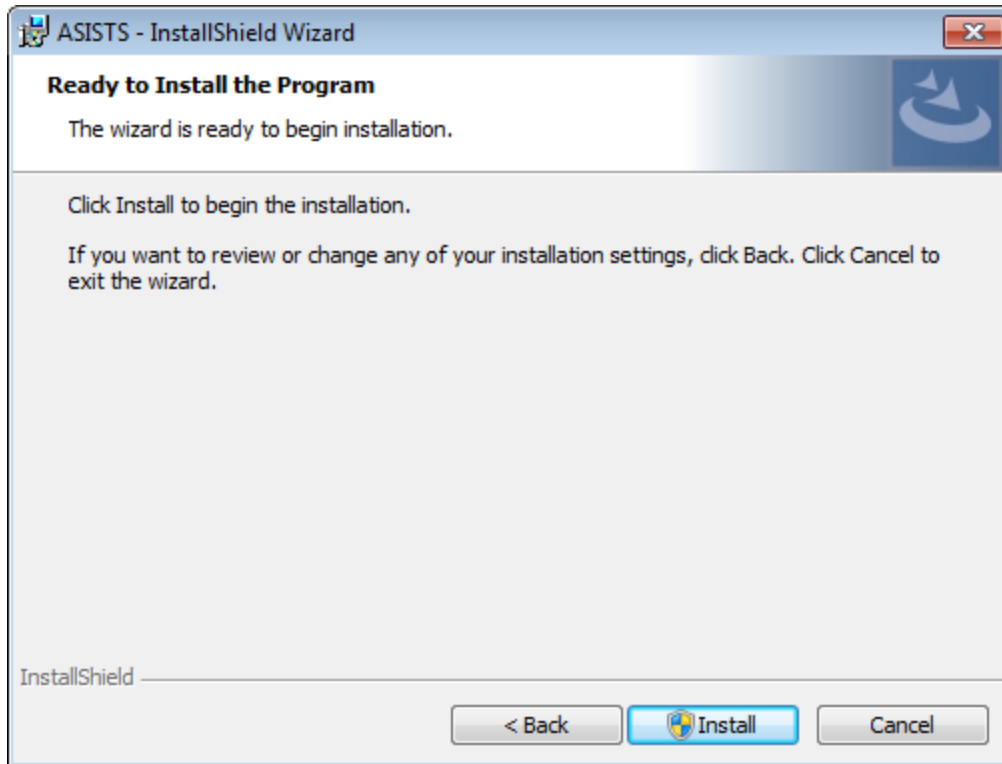 ASISTS - InstallShield Wizard
Ready to Install the Program
The wizard is ready to begin installation.
Click Install to begin the installation.
If you want to review or change any of your installation settings, click Back. Click Cancel to
exit the wizard.
InstallShield
< Back
Install
Cancel